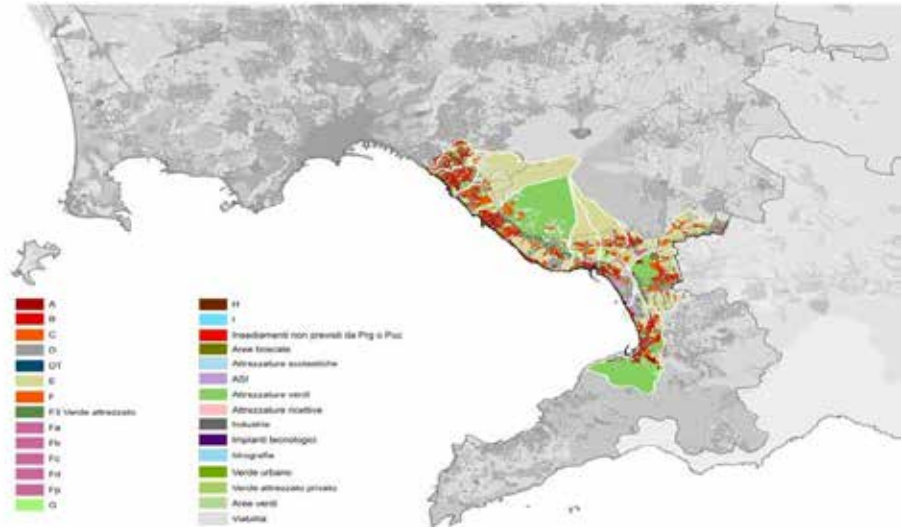 A
B
C
D
DT
E
F
F3 Verde attrezzato
Fa
Fb
Fc
Fd
Fp
G
H
I
Insediamenti non previsti da Prg o Puc
Aree boscate
Attrezzature scolastiche
ASI
Attrezzature verdi
Attrezzature ricettive
Industrie
Impianti tecnologici
Idrografia
Verde urbano
Verde attrezzato privato
Aree verdi
Viabilità